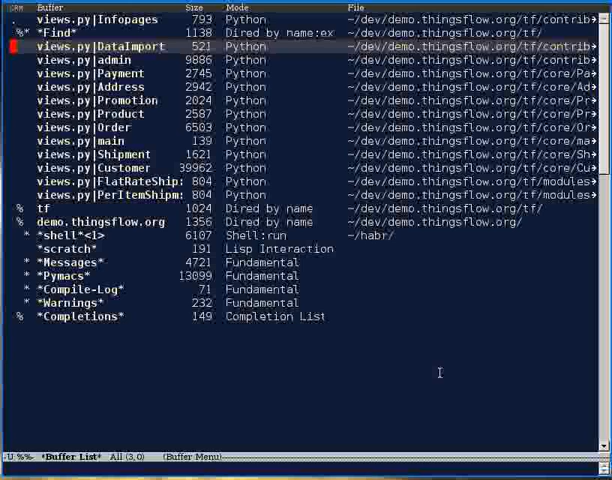 CRM Buffer Size Mode File
. views.py|Infopages 793 Python ~/dev/demo.thingsflow.org/tf/contrib→
%* *Find* 1138 Dired by name:ex ~/dev/demo.thingsflow.org/tf/
views.py|DataImport 521 Python ~/dev/demo.thingsflow.org/tf/contrib→
views.py|admin 9886 Python ~/dev/demo.thingsflow.org/tf/contrib→
views.py|Payment 2745 Python ~/dev/demo.thingsflow.org/tf/core/Pa→
views.py|Address 2942 Python ~/dev/demo.thingsflow.org/tf/core/Ad→
views.py|Promotion 2024 Python ~/dev/demo.thingsflow.org/tf/core/Pr→
views.py|Product 2587 Python ~/dev/demo.thingsflow.org/tf/core/Pr→
views.py|Order 6503 Python ~/dev/demo.thingsflow.org/tf/core/Or→
views.py|main 139 Python ~/dev/demo.thingsflow.org/tf/core/ma→
views.py|Shipment 1621 Python ~/dev/demo.thingsflow.org/tf/core/Sh→
views.py|Customer 39962 Python ~/dev/demo.thingsflow.org/tf/core/Cu→
views.py|FlatRateShip: 804 Python ~/dev/demo.thingsflow.org/tf/modules→
views.py|PerItemShipm: 804 Python ~/dev/demo.thingsflow.org/tf/modules→
% tf 1024 Dired by name ~/dev/demo.thingsflow.org/tf/
% demo.thingsflow.org 1356 Dired by name ~/dev/demo.thingsflow.org/
* *shell*<1> 6107 Shell:run ~/habr/
*scratch* 191 Lisp Interaction
* *Messages* 4721 Fundamental
* *Pymacs* 13099 Fundamental
* *Compile-Log* 71 Fundamental
* *Warnings* 232 Fundamental
% *Completions* 149 Completion List
-U:%%- *Buffer List* All (3,0) (Buffer Menu)